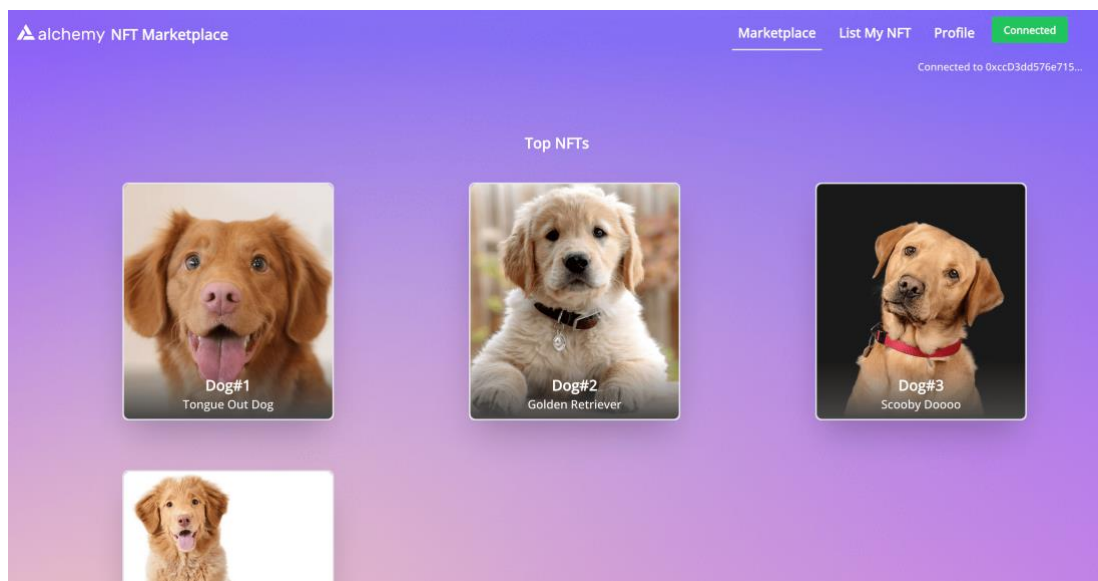 alchemy NFT Marketplace
Marketplace List My NFT Profile Connected
Connected to 0xccD3dd576e715...
Top NFTs
Dog#1
Tongue Out Dog
Dog#2
Golden Retriever
Dog#3
Scooby Doooo